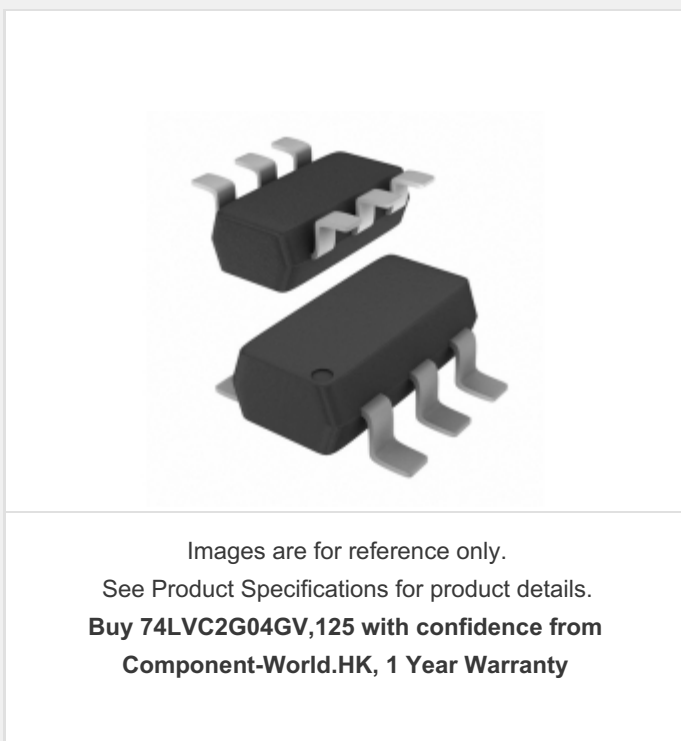 Images are for reference only.
See Product Specifications for product details.
Buy 74LVC2G04GV,125 with confidence from
Component-World.HK, 1 Year Warranty